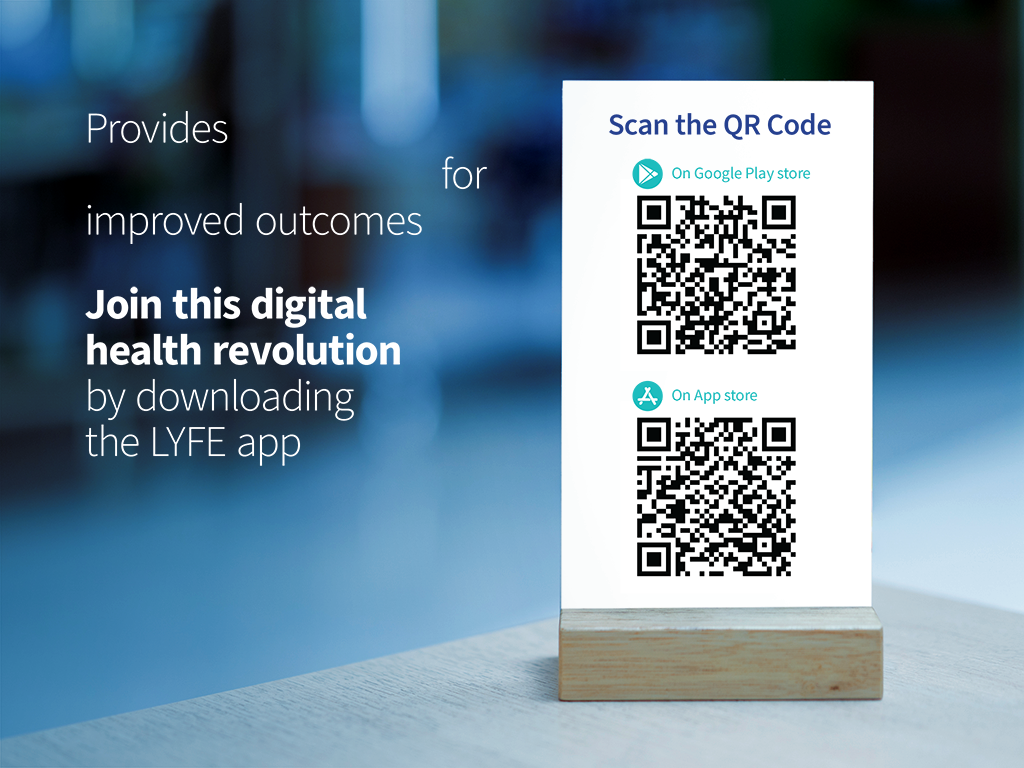 Provides
for
improved outcomes
Join this digital
health revolution
by downloading
the LYFE app
Scan the QR Code
On Google Play store
On App store